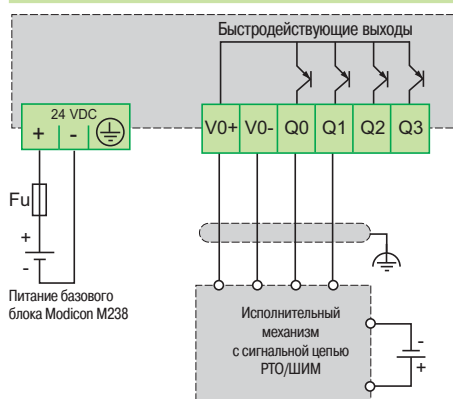 Быстродействующие выходы
24 VDC
+ -
V0+ V0- Q0 Q1 Q2 Q3
Fu
+
-
Питание базового
блока Modicon M238
Исполнительный
механизм
с сигнальной цепью
РТО/ШИМ
-
+